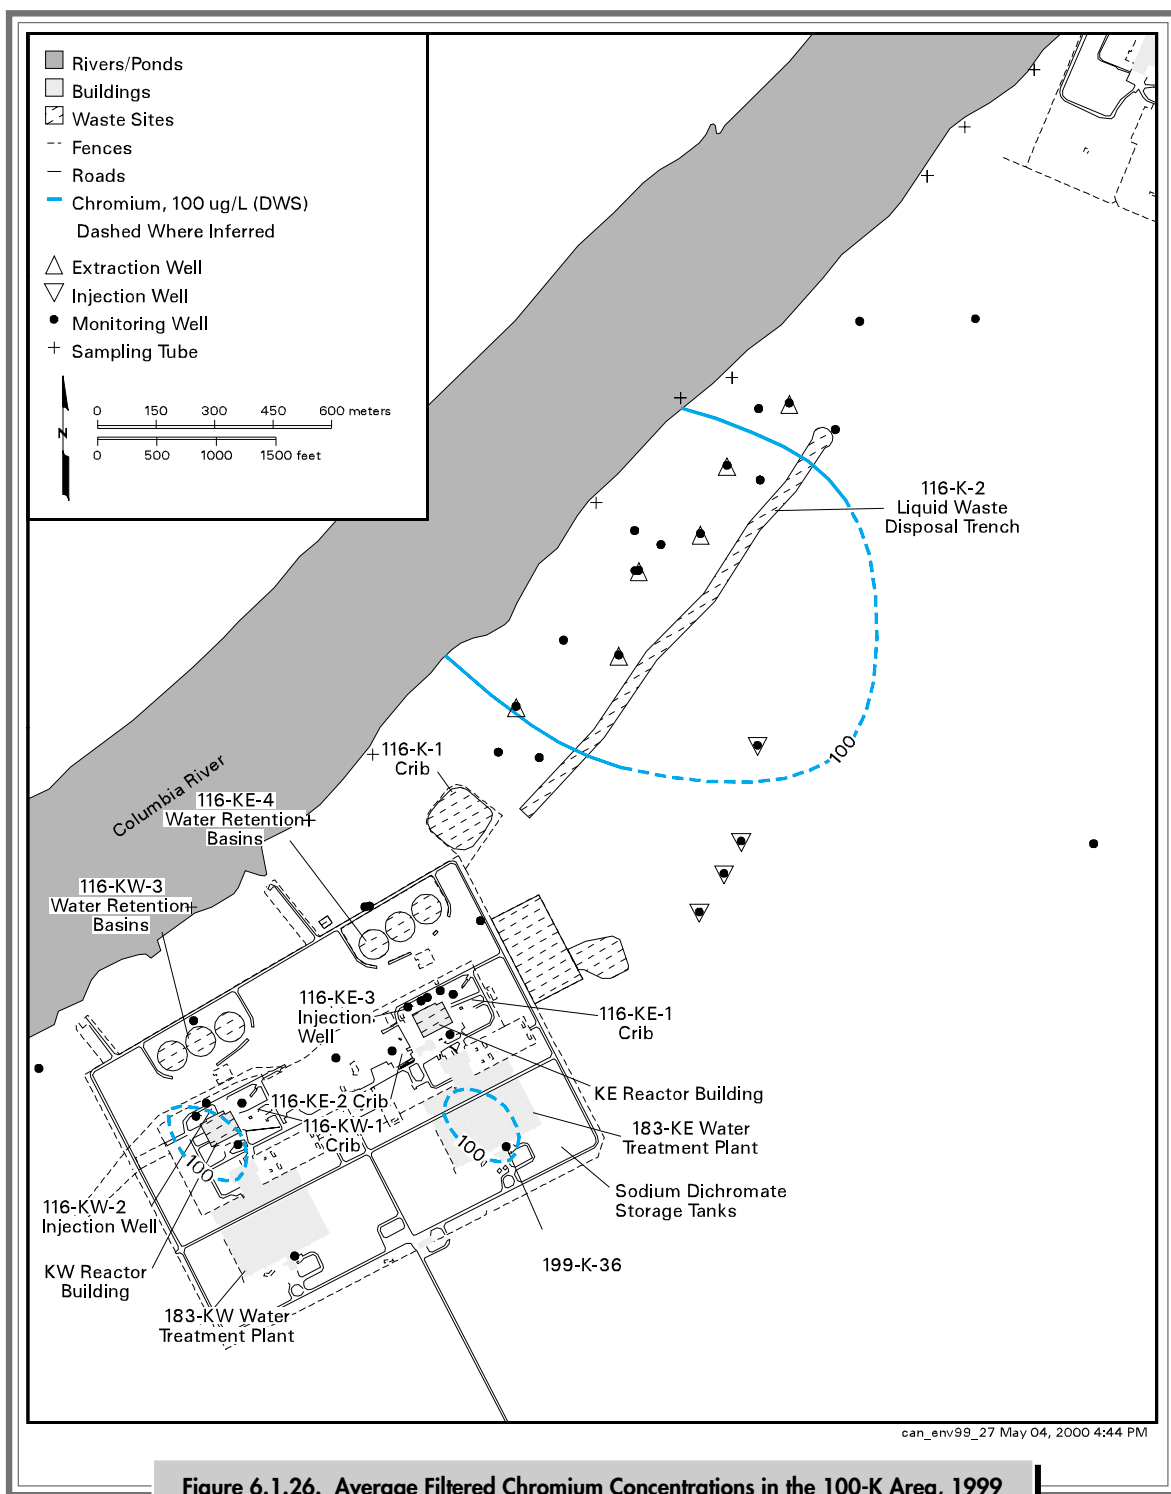 Rivers/Ponds
Buildings
Waste Sites
Fences
Roads
Chromium, 100 ug/L (DWS)
Dashed Where Inferred
Extraction Well
Injection Well
Monitoring Well
Sampling Tube
N
0 150 300 450 600 meters
0 500 1000 1500 feet
116-K-2
Liquid Waste
Disposal Trench
100
116-K-1
Crib
Columbia River
116-KE-4
Water Retention
Basins
116-KW-3
Water Retention
Basins
116-KE-3
Injection
Well
116-KE-1
Crib
KE Reactor Building
116-KE-2 Crib
116-KW-1
Crib
183-KE Water
Treatment Plant
100
100
Sodium Dichromate
Storage Tanks
116-KW-2
Injection Well
199-K-36
KW Reactor
Building
183-KW Water
Treatment Plant
can_env99_27 May 04, 2000 4:44 PM
Figure 6.1.26. Average Filtered Chromium Concentrations in the 100-K Area, 1999